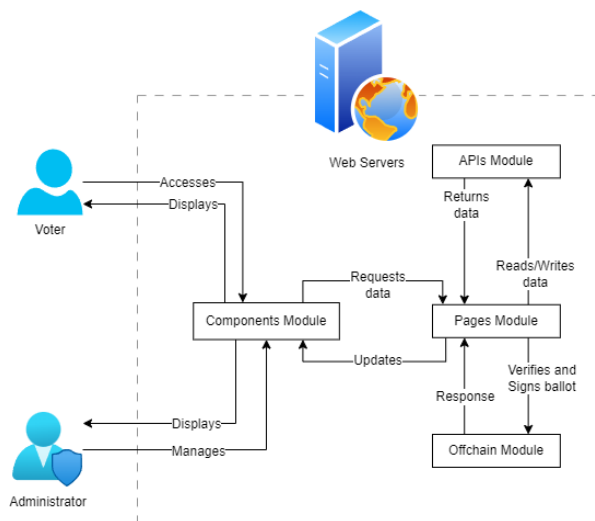 Web Servers
APIs Module
Accesses
Displays
Voter
Returns
data
Reads/Writes
data
Requests
data
Components Module
Pages Module
Updates
Verifies and
Signs ballot
Response
Displays
Manages
Offchain Module
Administrator